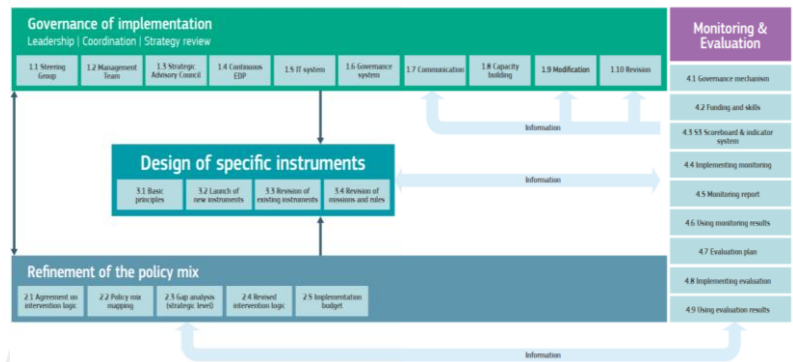 Governance of implementation
Leadership | Coordination | Strategy review
1.1 Steering
Group
1.2 Management
Team
1.3 Strategic
Advisory Council
1.4 Continuous
EDP
1.5 IT system
1.6 Governance
system
1.7 Communication
1.8 Capacity
building
1.9 Modification
1.10 Revision
Information
Design of specific instruments
3.1 Basic
principles
3.2 Launch of
new instruments
3.3 Revision of
existing instruments
3.4 Revision of
missions and rules
Information
Refinement of the policy mix
2.1 Agreement on
intervention logic
2.2 Policy mix
mapping
2.3 Gap analysis
(strategic level)
2.4 Revised
intervention logic
2.5 Implementation
budget
Information
Monitoring &
Evaluation
4.1 Governance mechanism
4.2 Funding and skills
4.3 S3 Scoreboard & indicator
system
4.4 Implementing monitoring
4.5 Monitoring report
4.6 Using monitoring results
4.7 Evaluation plan
4.8 Implementing evaluation
4.9 Using evaluation results